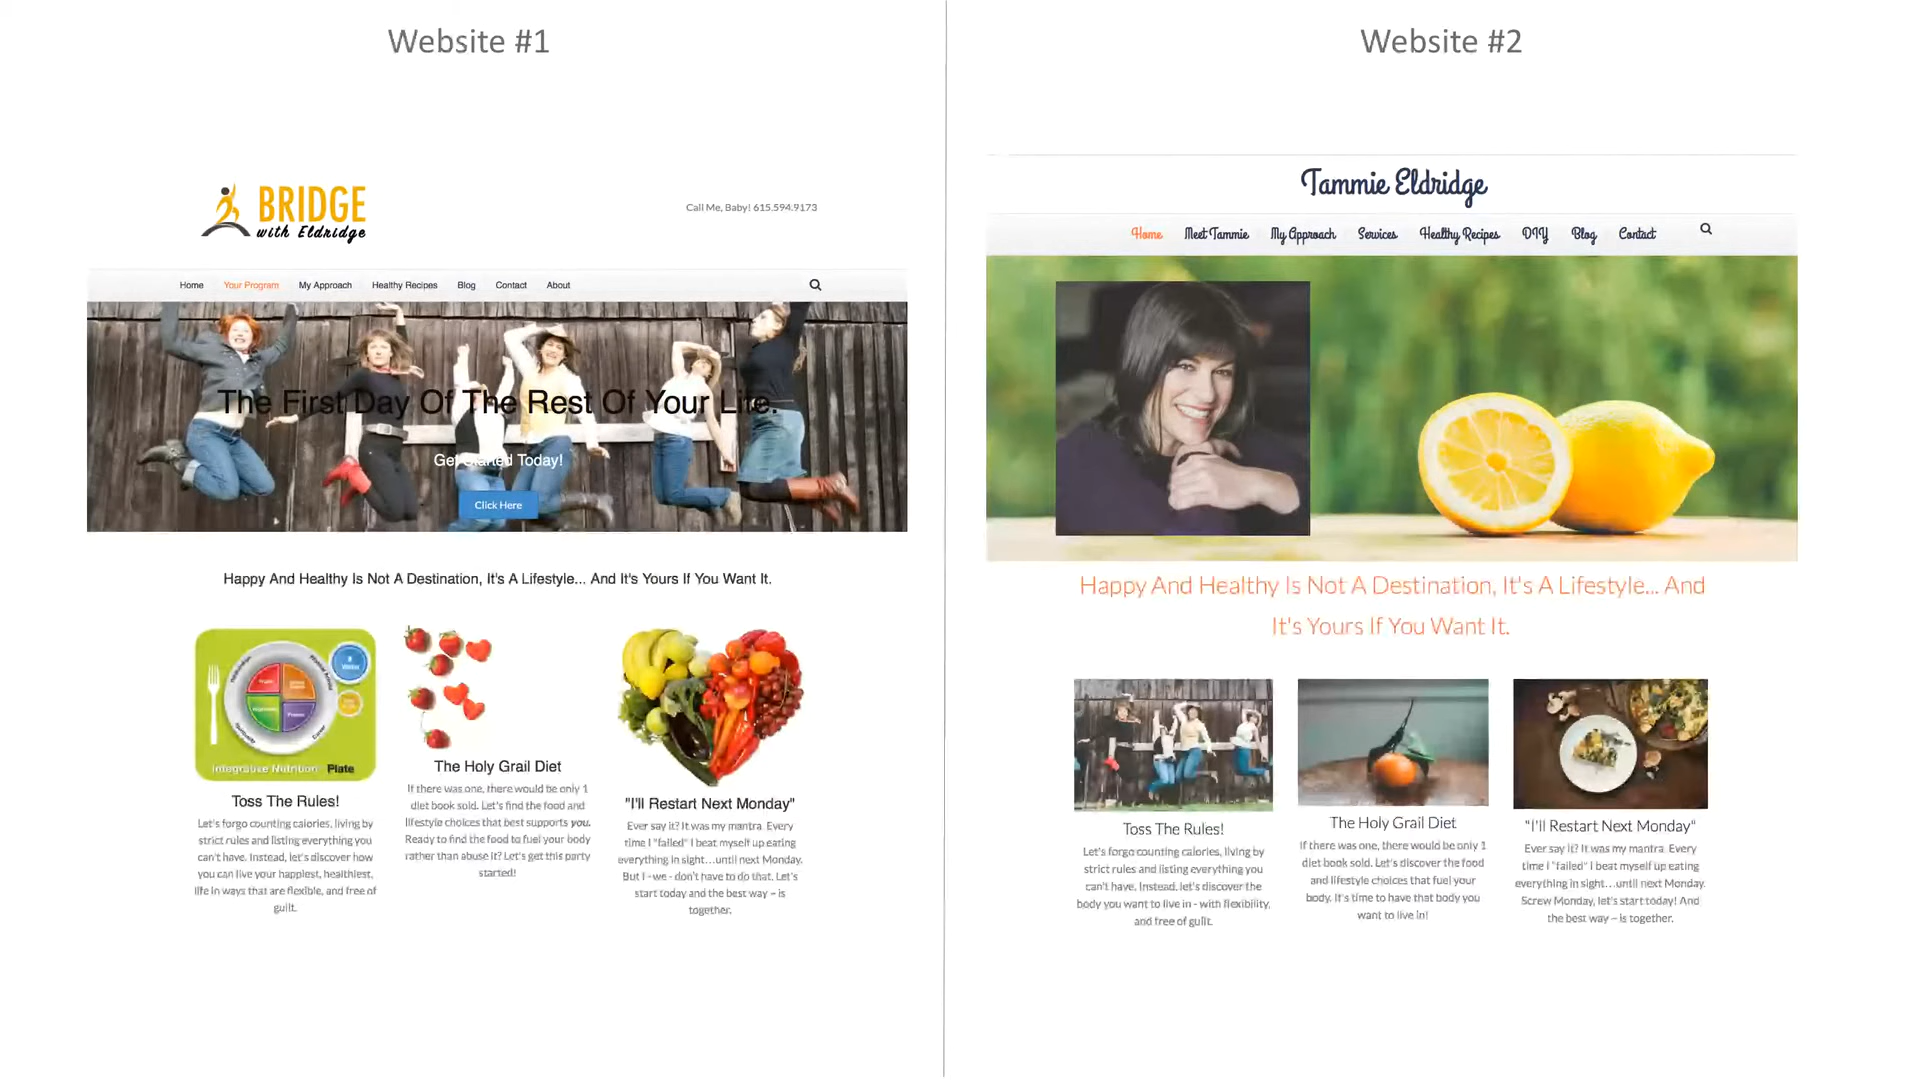 Website #1
BRIDGE
with Eldridge
Call Me, Baby! 615.594.9173
Home Your Program My Approach Healthy Recipes Blog Contact About
The First Day Of The Rest Of Your Life.
Get Started Today!
Click Here
Happy And Healthy Is Not A Destination, It's A Lifestyle... And It's Yours If You Want It.
Integrative Nutrition Plate
Toss The Rules!
Let's forgo counting calories, living by
strict rules and listing everything you
can't have. Instead, let's discover how
you can live your happiest, healthiest,
life in ways that are flexible, and free of
guilt.
The Holy Grail Diet
If there was one, there would be only 1
diet book sold. Let's find the food and
lifestyle choices that best supports you.
Ready to find the food to fuel your body
rather than abuse it? Let's get this party
started!
"I'll Restart Next Monday"
Ever say it? It was my mantra. Every
time I "failed" I beat myself up eating
everything in sight...until next Monday.
But I - we - don't have to do that. Let's
start today and the best way – is
together.
Website #2
Tammie Eldridge
Home Meet Tammie My Approach Services Healthy Recipes DIY Blog Contact
Happy And Healthy Is Not A Destination, It's A Lifestyle... And
It's Yours If You Want It.
Toss The Rules!
Let's forgo counting calories, living by
strict rules and listing everything you
can't have. Instead, let's discover the
body you want to live in - with flexibility,
and free of guilt.
The Holy Grail Diet
If there was one, there would be only 1
diet book sold. Let's discover the food
and lifestyle choices that fuel your
body. It's time to have that body you
want to live in!
"I'll Restart Next Monday"
Ever say it? It was my mantra. Every
time I "failed" I beat myself up eating
everything in sight...until next Monday.
Screw Monday, let's start today! And
the best way – is together.